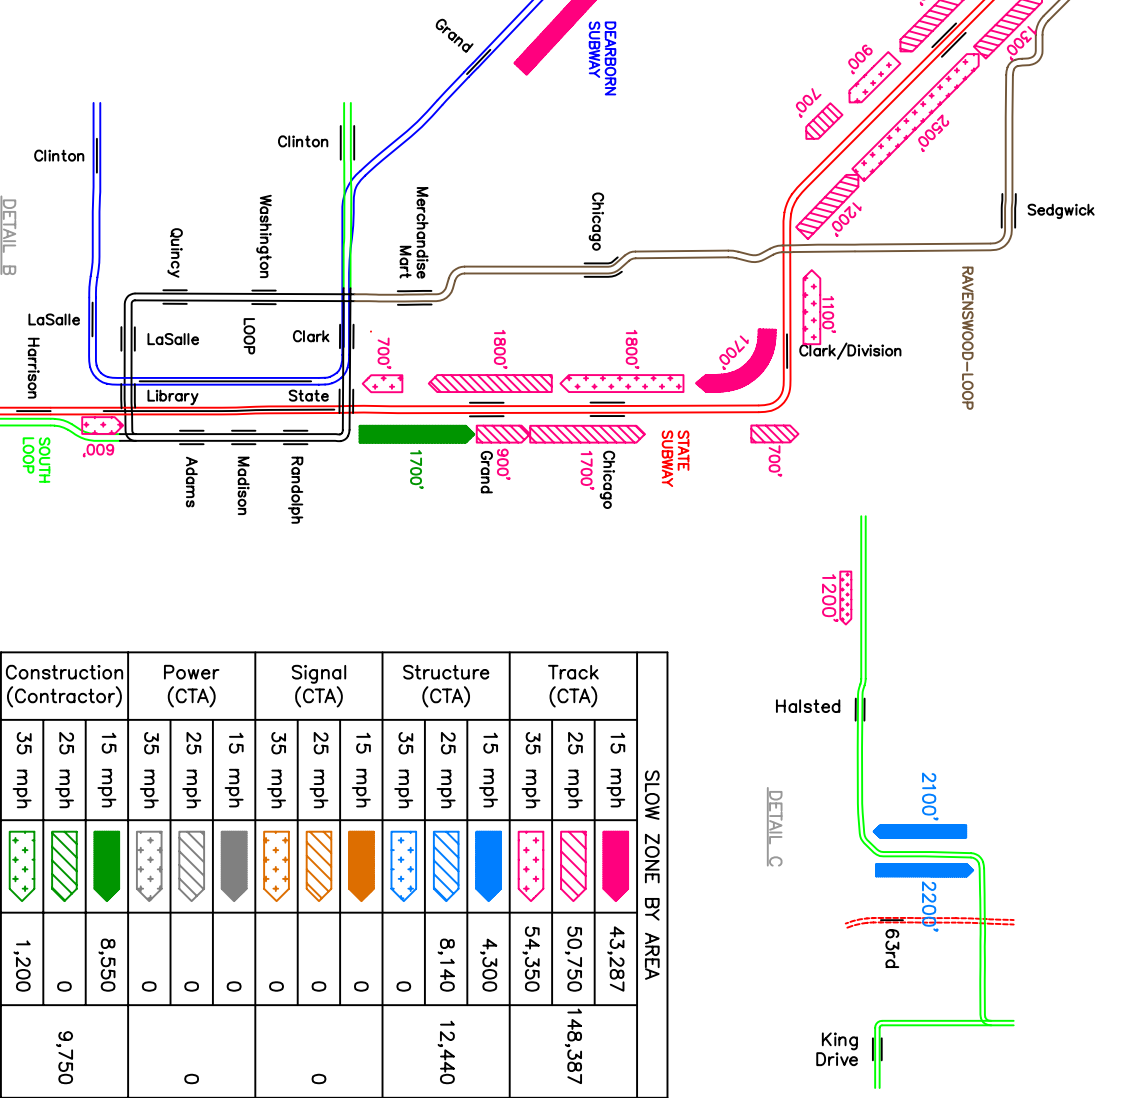 Grand
DEARBORN
SUBWAY
900'
700'
1300'
2500'
1200'
Clinton
Clinton
Sedgwick
DETAIL B
Quincy
Washington
Merchandise
Mart
Chicago
RAVENSWOOD-LOOP
1100'
LaSalle
Harrison
LaSalle
LOOP
Clark
700'
1800'
1800'
1700'
Clark/Division
Library
State
600'
SOUTH
LOOP
Adams
Madison
Randolph
1700'
900'
Grand
1700'
Chicago
STATE
SUBWAY
700'
1200'
Halsted
DETAIL C
2100'
2200'
63rd
King
Drive
SLOW ZONE BY AREA
Track
(CTA)
15 mph 43,287
25 mph 50,750
35 mph 54,350
148,387
Structure
(CTA)
15 mph 4,300
25 mph 8,140
35 mph 0
12,440
Signal
(CTA)
15 mph
25 mph
35 mph
0
Power
(CTA)
15 mph 0
25 mph 0
35 mph 0
0
Construction
(Contractor)
15 mph 8,550
25 mph 0
35 mph 1,200
9,750